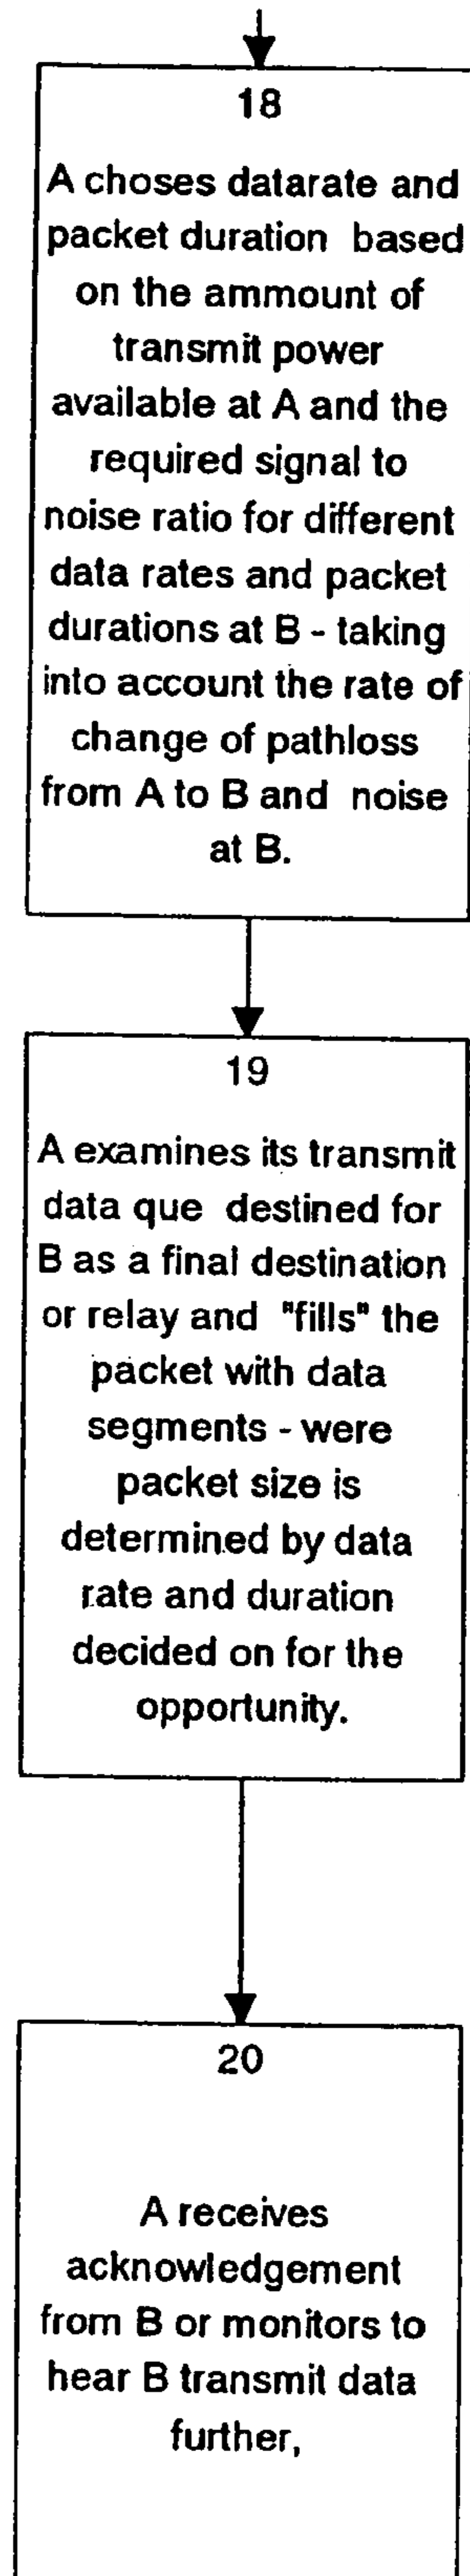 18
A choses datarate and
packet duration based
on the ammount of
transmit power
available at A and the
required signal to
noise ratio for different
data rates and packet
durations at B - taking
into account the rate of
change of pathloss
from A to B and noise
at B.
19
A examines its transmit
data que destined for
B as a final destination
or relay and "fills" the
packet with data
segments - were
packet size is
determined by data
rate and duration
decided on for the
opportunity.
20
A receives
acknowledgement
from B or monitors to
hear B transmit data
further,